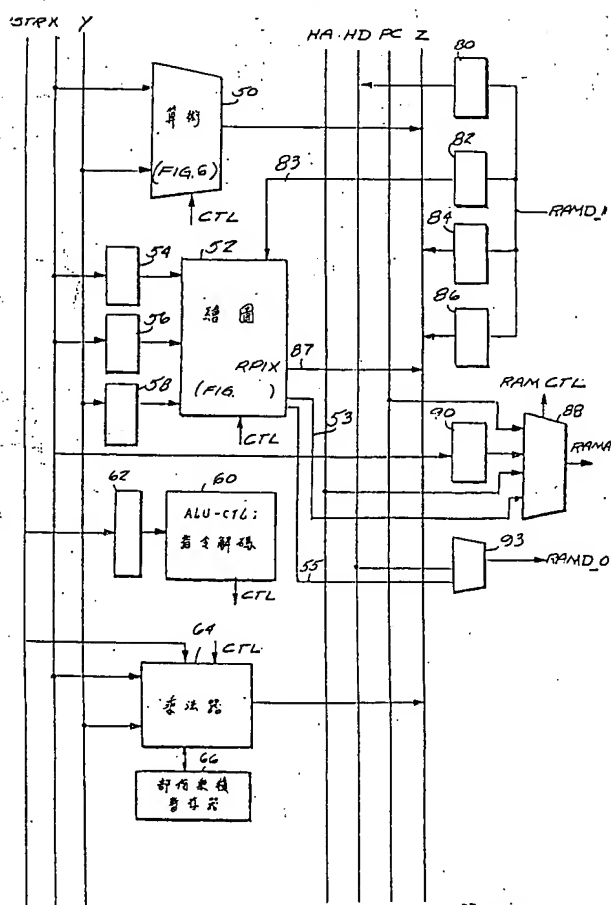 STR X Y
HA HD PC Z
80
50
算術
(FIG.6)
CTL
83
82
RAMD_I
84
54
52
86
56
繪圖
RPIX
(FIG. )
87
58
CTL
53
RAM CTL
88
90
RAMA
62
60
ALU-CTL;
指令解碼
CTL
55
93
RAMD_O
64
CTL
乘法器
66
部份乘積
暫存器